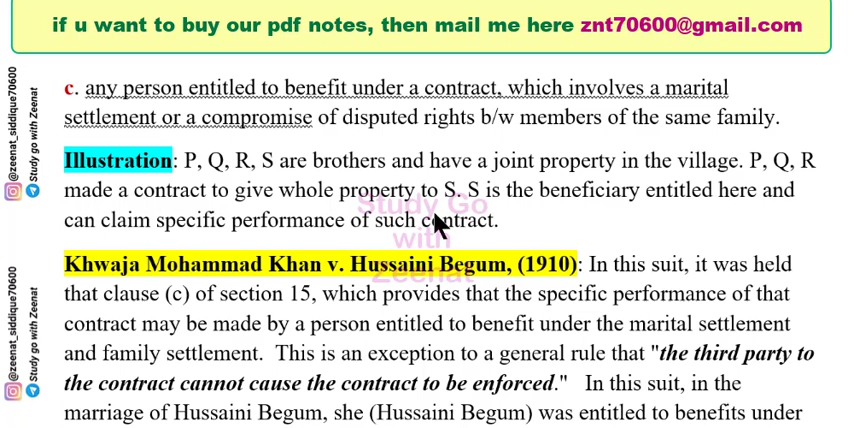 if u want to buy our pdf notes, then mail me here znt70600@gmail.com
c. any person entitled to benefit under a contract, which involves a marital
settlement or a compromise of disputed rights b/w members of the same family.
Illustration: P, Q, R, S are brothers and have a joint property in the village. P, Q, R
made a contract to give whole property to S. S is the beneficiary entitled here and
can claim specific performance of such contract.
Study Go
with
Zeenat
Khwaja Mohammad Khan v. Hussaini Begum, (1910): In this suit, it was held
that clause (c) of section 15, which provides that the specific performance of that
contract may be made by a person entitled to benefit under the marital settlement
and family settlement. This is an exception to a general rule that "the third party to
the contract cannot cause the contract to be enforced." In this suit, in the
marriage of Hussaini Begum, she (Hussaini Begum) was entitled to benefits under
@zeenat_siddique70600
Study go with Zeenat
@zeenat_siddique70600
Study go with Zeenat